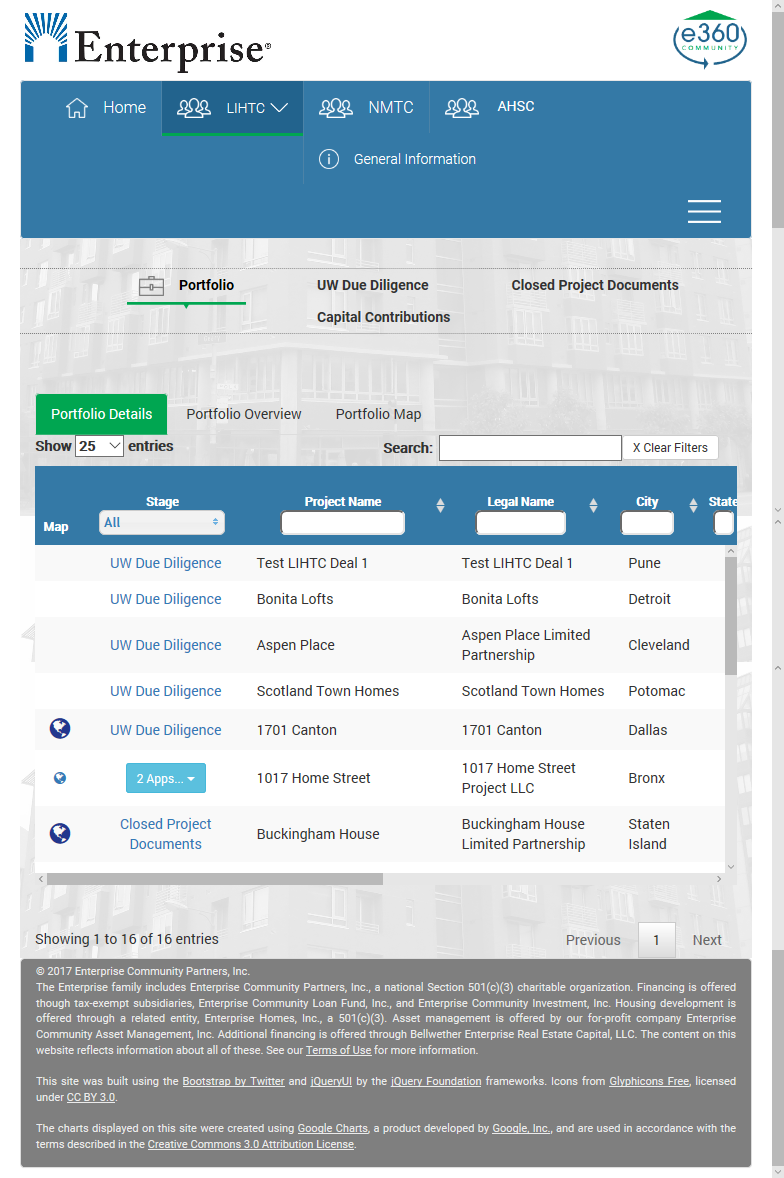 Enterprise®
e360
COMMUNITY
Home
LIHTC
NMTC
AHSC
General Information
Portfolio
UW Due Diligence
Closed Project Documents
Capital Contributions
Portfolio Details
Portfolio Overview
Portfolio Map
Show 25 entries
Search:
X Clear Filters
Map
Stage
Project Name
Legal Name
City
State
All
UW Due Diligence Test LIHTC Deal 1 Test LIHTC Deal 1 Pune
UW Due Diligence Bonita Lofts Bonita Lofts Detroit
UW Due Diligence Aspen Place Aspen Place Limited
Partnership
Cleveland
UW Due Diligence Scotland Town Homes Scotland Town Homes Potomac
UW Due Diligence 1701 Canton 1701 Canton Dallas
2 Apps... 1017 Home Street 1017 Home Street
Project LLC
Bronx
Closed Project
Documents
Buckingham House
Buckingham House
Limited Partnership
Staten
Island
Showing 1 to 16 of 16 entries
Previous 1 Next
© 2017 Enterprise Community Partners, Inc.
The Enterprise family includes Enterprise Community Partners, Inc., a national Section 501(c)(3) charitable organization. Financing is offered
though tax-exempt subsidiaries, Enterprise Community Loan Fund, Inc., and Enterprise Community Investment, Inc. Housing development is
offered through a related entity, Enterprise Homes, Inc., a 501(c)(3). Asset management is offered by our for-profit company Enterprise
Community Asset Management, Inc. Additional financing is offered through Bellwether Enterprise Real Estate Capital, LLC. The content on this
website reflects information about all of these. See our Terms of Use for more information.
This site was built using the Bootstrap by Twitter and jQueryUI by the jQuery Foundation frameworks. Icons from Glyphicons Free, licensed
under CC BY 3.0.
The charts displayed on this site were created using Google Charts, a product developed by Google, Inc., and are used in accordance with the
terms described in the Creative Commons 3.0 Attribution License.